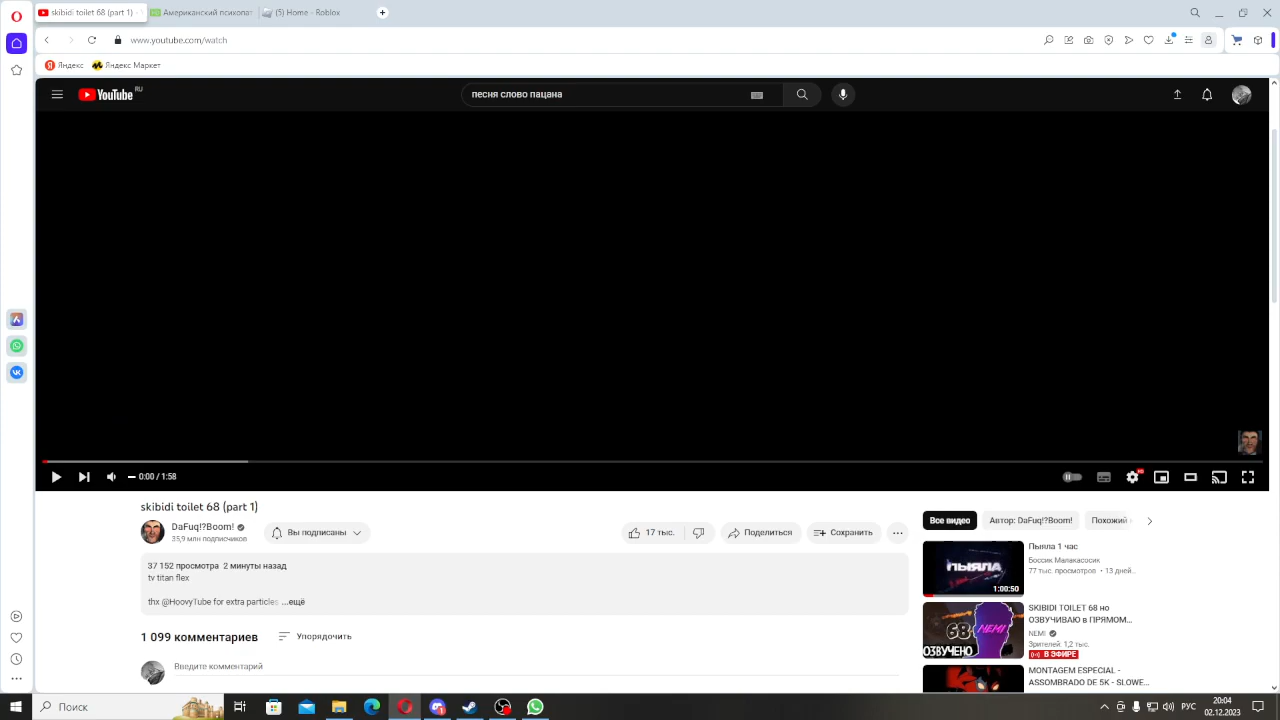 skibidi toilet 68 (part 1) -
Американский психопат
(5) Home - Roblox
www.youtube.com/watch
Яндекс
Яндекс Маркет
YouTube RU
песня слово пацана
0:00 / 1:58
HD
skibidi toilet 68 (part 1)
DaFuq!?Boom!
35,9 млн подписчиков
Вы подписаны
17 тыс.
Поделиться
Сохранить
37 152 просмотра 2 минуты назад
tv titan flex
thx @HoovyTube for extra particles ...ещё
1 099 комментариев
Упорядочить
Введите комментарий
Все видео
Автор: DaFuq!?Boom!
Похожий
ПЫЯЛА
1:00:50
Пыяла 1 час
Боссик Малакасосик
77 тыс. просмотров • 13 дней…
68
NEMI
ОЗВУЧЕНО
SKIBIDI TOILET 68 но
ОЗВУЧИВАЮ в ПРЯМОМ…
NEMI
Зрителей: 1,2 тыс.
В ЭФИРЕ
MONTAGEM ESPECIAL -
ASSOMBRADO DE 5K - SLOWE…
Поиск
РУС
20:04
02.12.2023